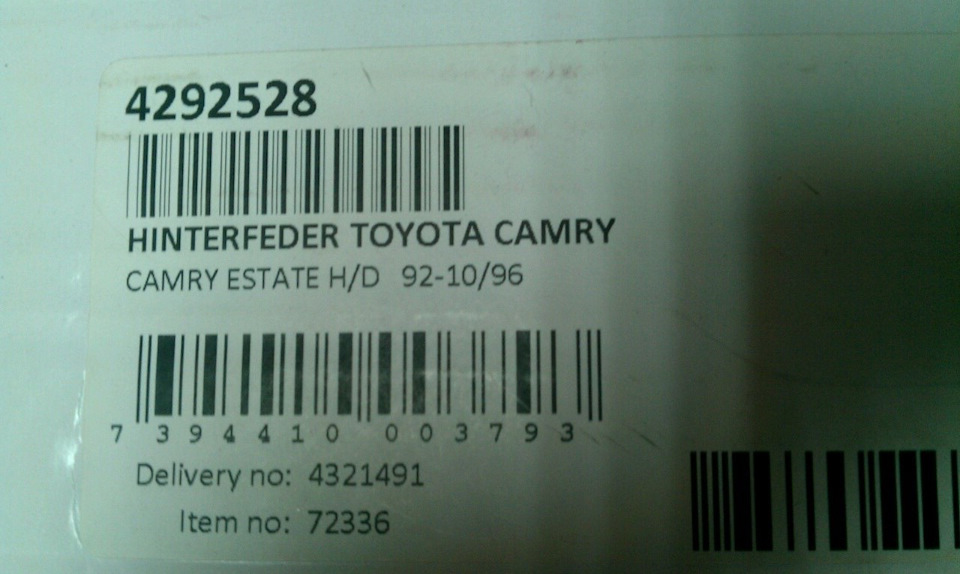 4292528
HINTERFEDER TOYOTA CAMRY
CAMRY ESTATE H/D 92-10/96
7 394410 003793
Delivery no: 4321491
Item no: 72336